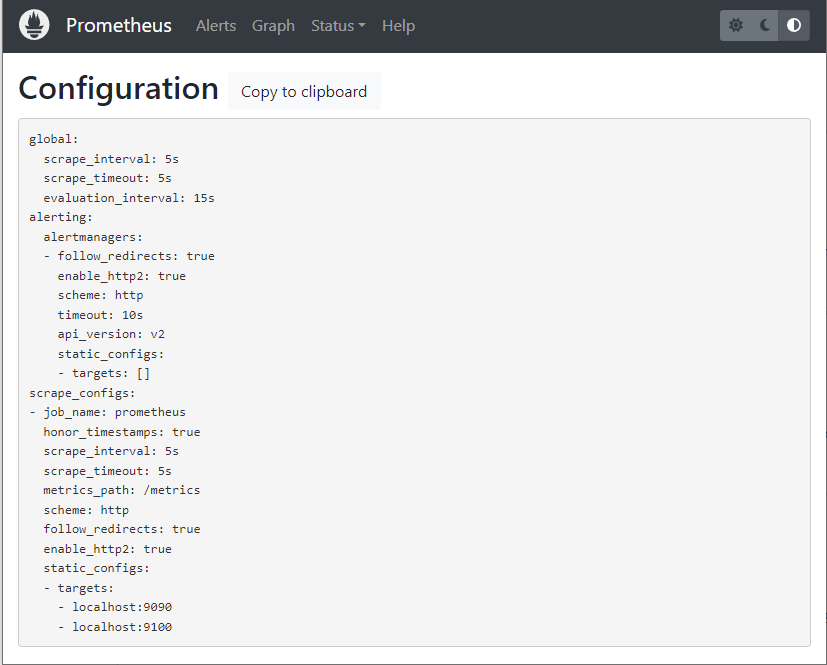 Prometheus Alerts Graph Status Help
Configuration Copy to clipboard
global:
  scrape_interval: 5s
  scrape_timeout: 5s
  evaluation_interval: 15s
alerting:
  alertmanagers:
  - follow_redirects: true
    enable_http2: true
    scheme: http
    timeout: 10s
    api_version: v2
    static_configs:
    - targets: []
scrape_configs:
- job_name: prometheus
  honor_timestamps: true
  scrape_interval: 5s
  scrape_timeout: 5s
  metrics_path: /metrics
  scheme: http
  follow_redirects: true
  enable_http2: true
  static_configs:
  - targets:
    - localhost:9090
    - localhost:9100